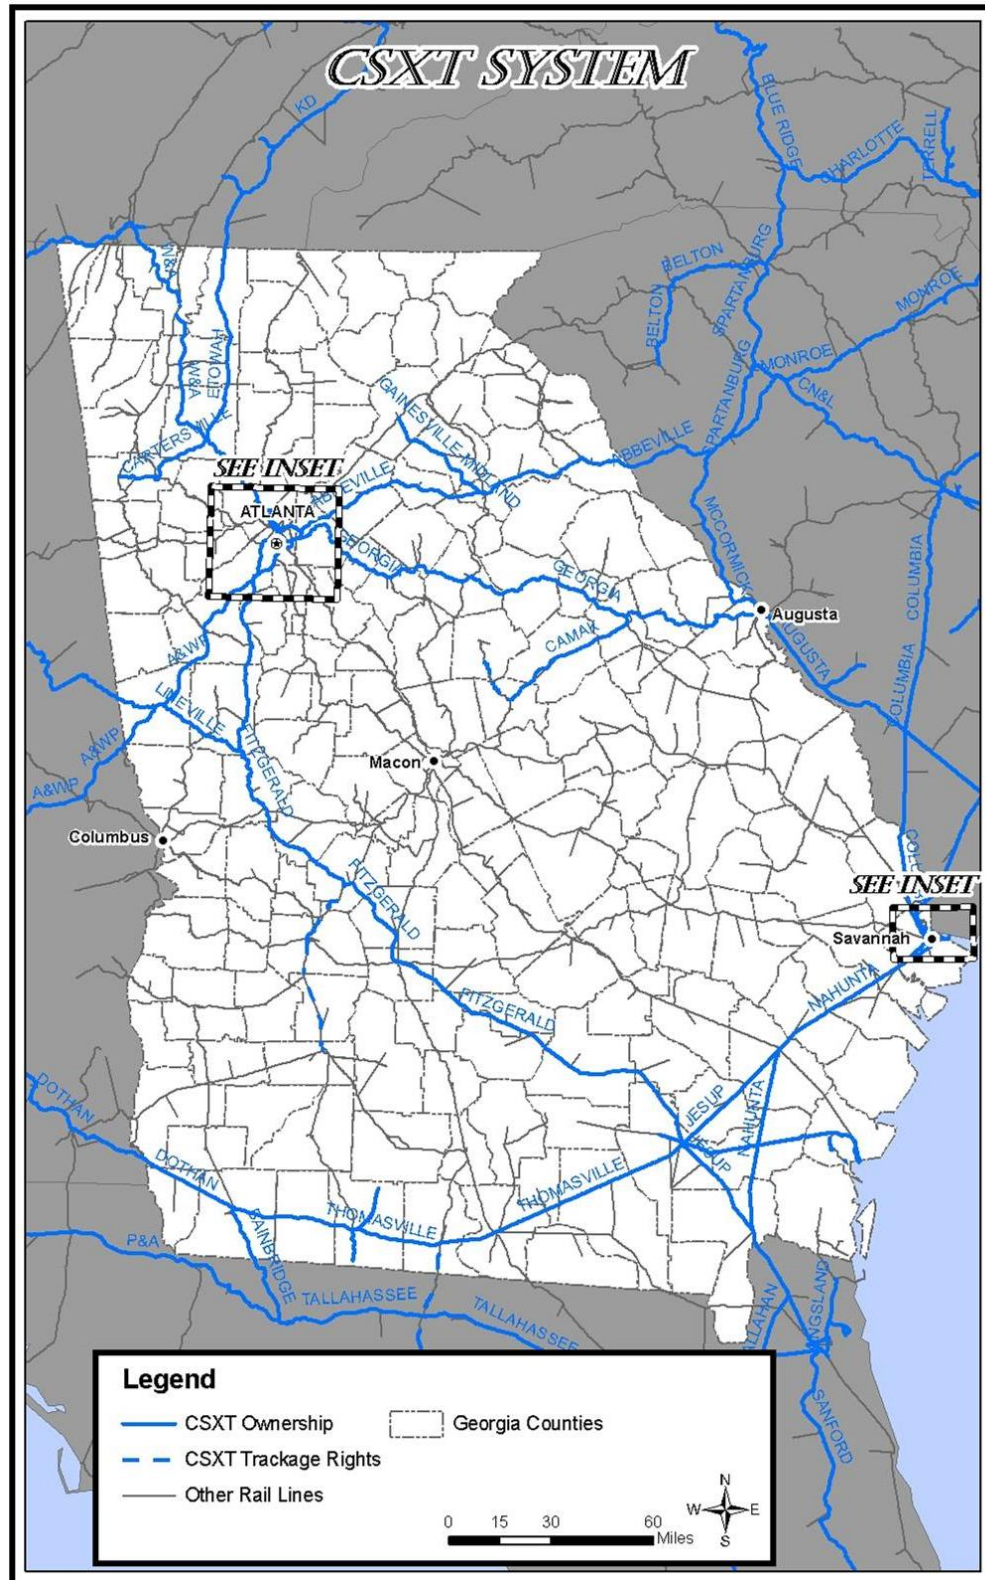 CSXT SYSTEM
KD
BLUE RIDGE
CHARLOTTE
TERRELL
W&A
BELTON
BELTON
SPARTANBURG
MONROE
W&A
ETOWAH
MONROE
CN&L
SPARTANBURG
GAINESVILLE MIDLAND
CARTERSVILLE
ABBEVILLE
SEE INSET
ABBEVILLE
ATLANTA
MCCORMICK
GEORGIA
GEORGIA
COLUMBIA
Augusta
CAMAK
AUGUSTA
A&WP
COLUMBIA
LINEVILLE
A&WP
FITZGERALD
Macon
A&WP
Columbus
FITZGERALD
SEE INSET
Savannah
NAHUNTA
FITZGERALD
DOTHAN
JESUP
NAHUNTA
JESUP
DOTHAN
THOMASVILLE
THOMASVILLE
BAINBRIDGE
P&A
TALLAHASSEE
TALLAHASSEE
SANFORD
Legend
CSXT Ownership
Georgia Counties
CSXT Trackage Rights
Other Rail Lines
N
W E
S
0 15 30 60
Miles